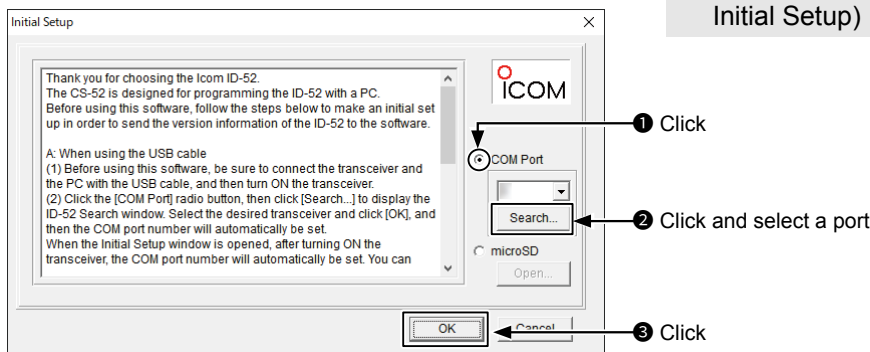 Initial Setup)
Initial Setup
Thank you for choosing the Icom ID-52.
The CS-52 is designed for programming the ID-52 with a PC.
Before using this software, follow the steps below to make an initial set
up in order to send the version information of the ID-52 to the software.
A: When using the USB cable
(1) Before using this software, be sure to connect the transceiver and
the PC with the USB cable, and then turn ON the transceiver.
(2) Click the [COM Port] radio button, then click [Search...] to display the
ID-52 Search window. Select the desired transceiver and click [OK], and
then the COM port number will automatically be set.
When the Initial Setup window is opened, after turning ON the
transceiver, the COM port number will automatically be set. You can
ICOM
❶ Click
COM Port
Search...
❷ Click and select a port
microSD
Open...
OK
Cancel
❸ Click